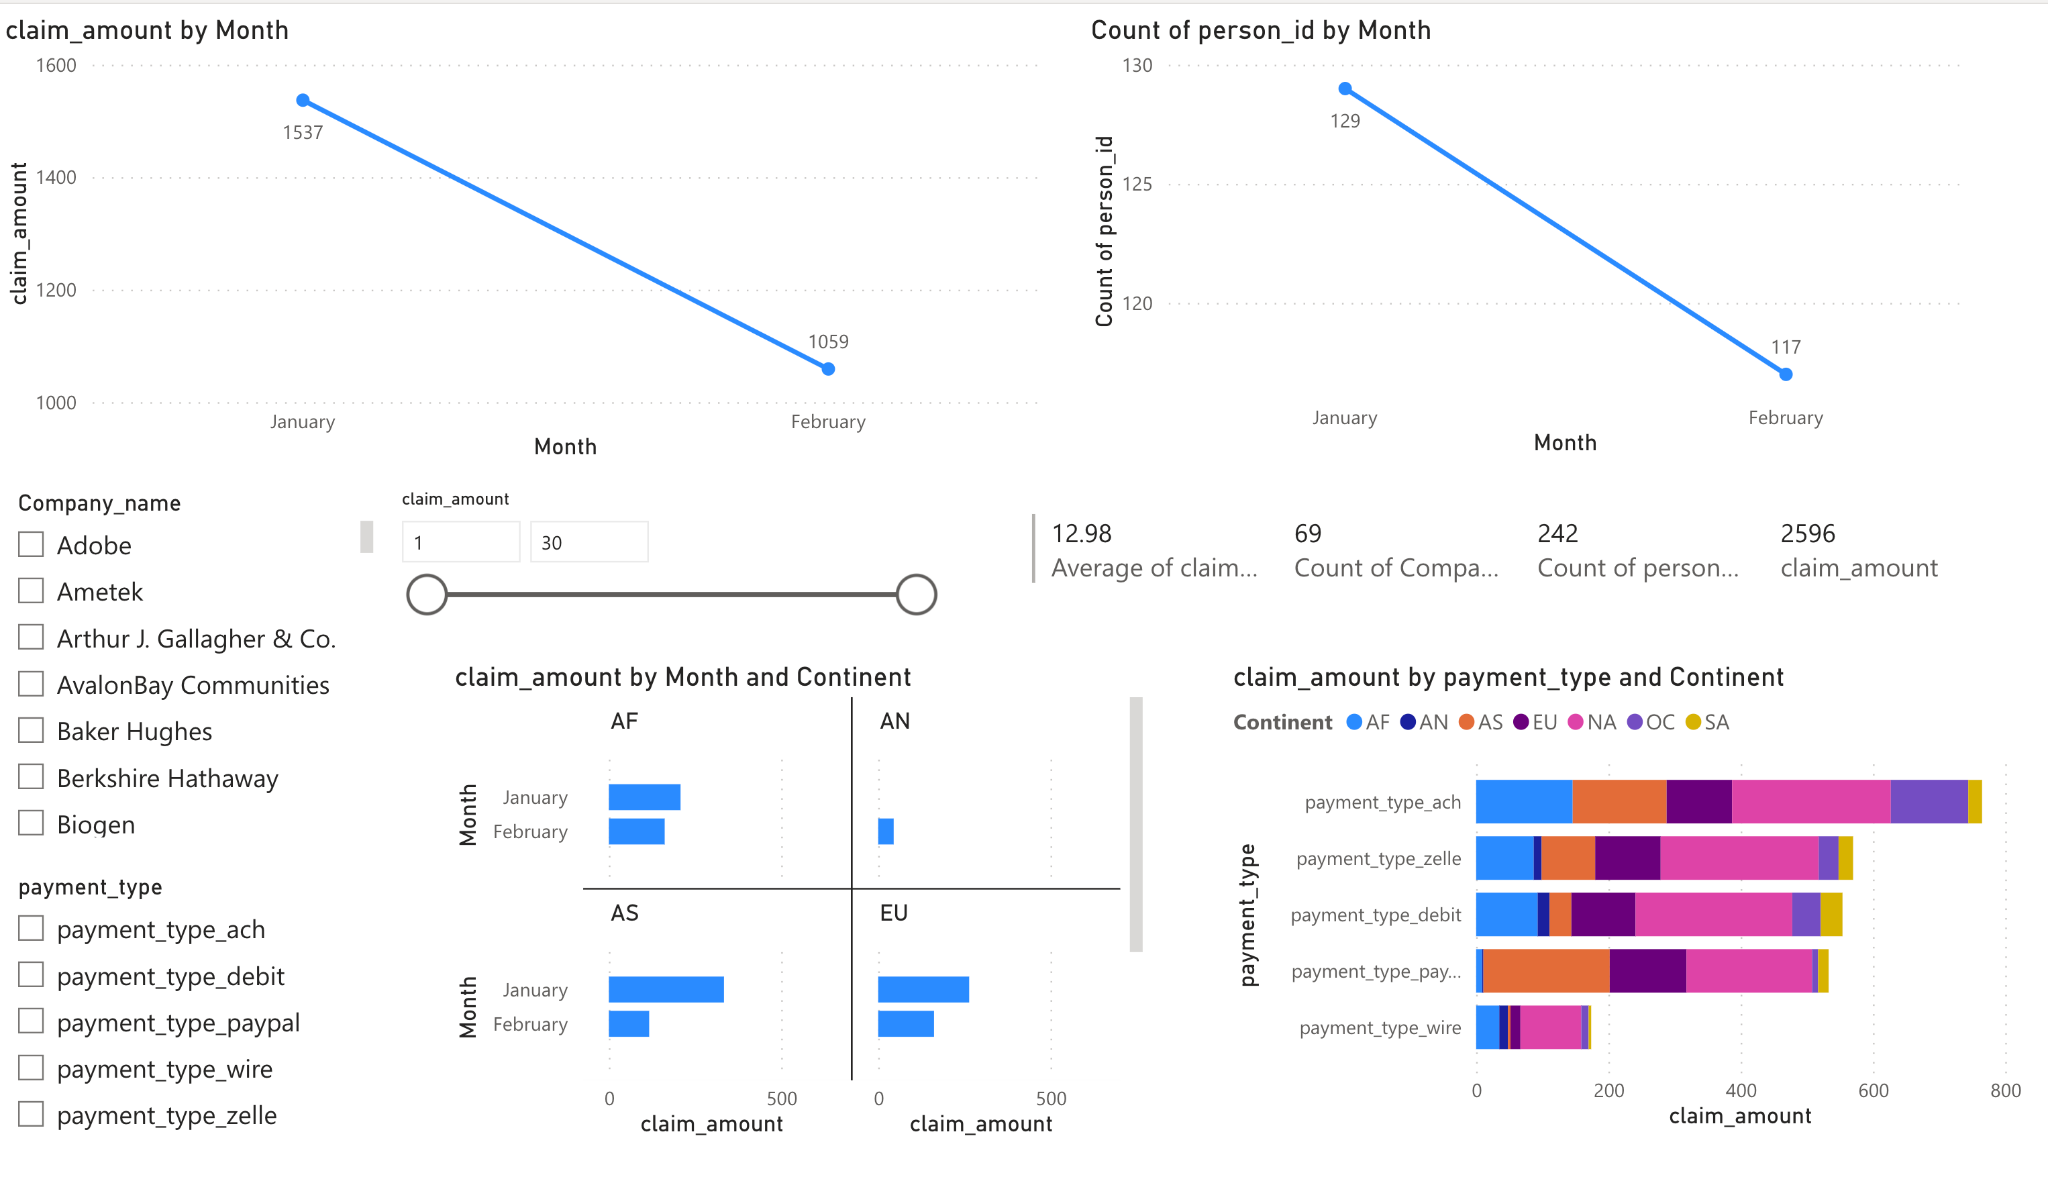 claim_amount by Month
1600
1400
1200
1000
claim_amount
1537
1059
January
February
Month
Count of person_id by Month
130
125
120
Count of person_id
129
117
January
February
Month
Company_name
Adobe
Ametek
Arthur J. Gallagher & Co.
AvalonBay Communities
Baker Hughes
Berkshire Hathaway
Biogen
payment_type
payment_type_ach
payment_type_debit
payment_type_paypal
payment_type_wire
payment_type_zelle
claim_amount
1
30
12.98
Average of claim...
69
Count of Compa...
242
Count of person...
2596
claim_amount
claim_amount by Month and Continent
AF
AN
Month
January
February
AS
EU
Month
January
February
0
500
0
500
claim_amount
claim_amount
claim_amount by payment_type and Continent
Continent AF AN AS EU NA OC SA
payment_type
payment_type_ach
payment_type_zelle
payment_type_debit
payment_type_pay...
payment_type_wire
0
200
400
600
800
claim_amount